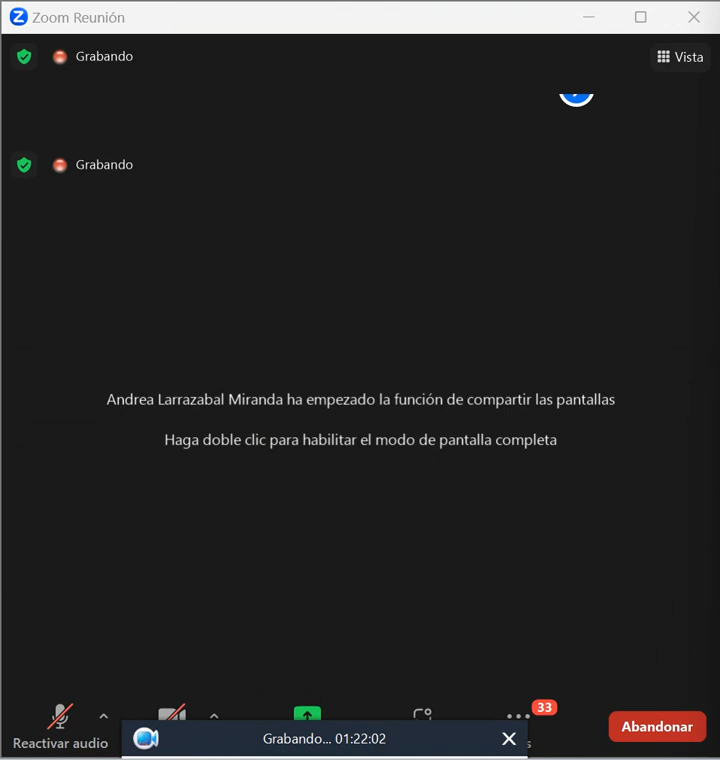 Zoom Reunión
Grabando
Vista
Grabando
Andrea Larrazabal Miranda ha empezado la función de compartir las pantallas
Haga doble clic para habilitar el modo de pantalla completa
33
Reactivar audio
Grabando... 01:22:02
Abandonar